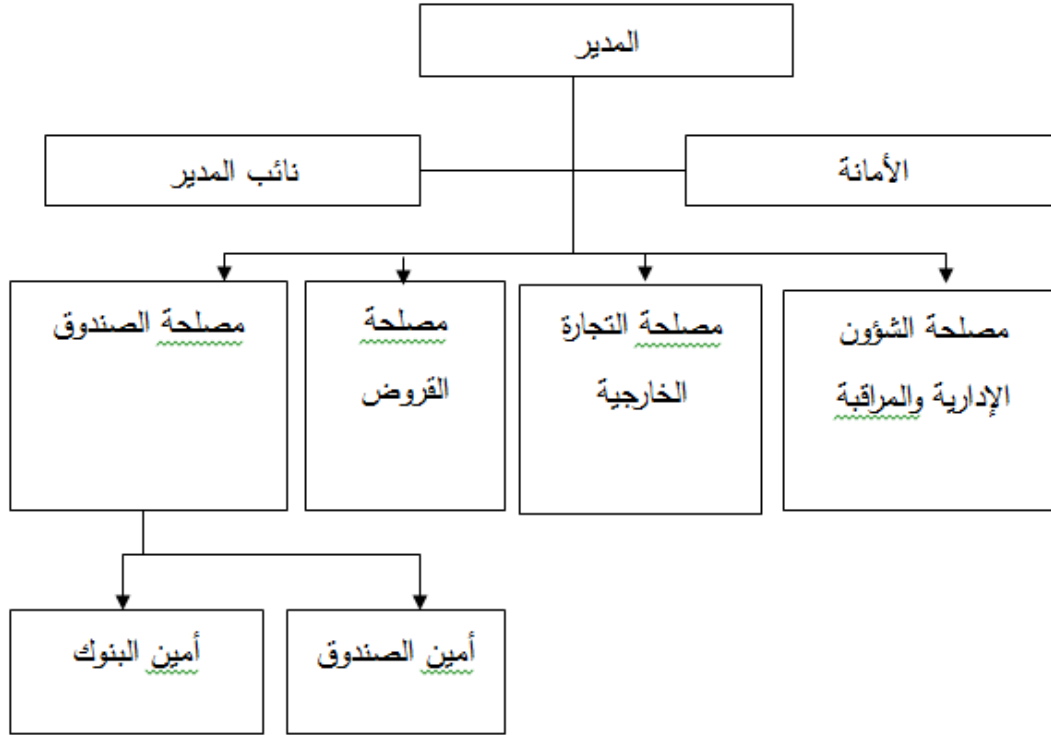 المدير
الأمانة
نائب المدير
مصلحة الشؤون
الإدارية والمراقبة
مصلحة التجارة
الخارجية
مصلحة
القروض
مصلحة الصندوق
أمين الصندوق
أمين البنوك